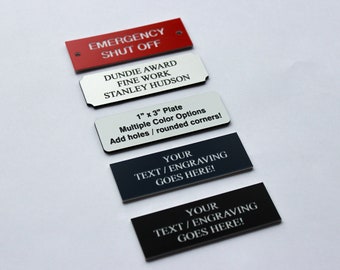 EMERGENCY
SHUT OFF
DUNDIE AWARD
FINE WORK
STANLEY HUDSON
1" x 3" Plate
Multiple Color Options
Add holes / rounded corners!
YOUR
TEXT / ENGRAVING
GOES HERE!
YOUR
TEXT / ENGRAVING
GOES HERE!